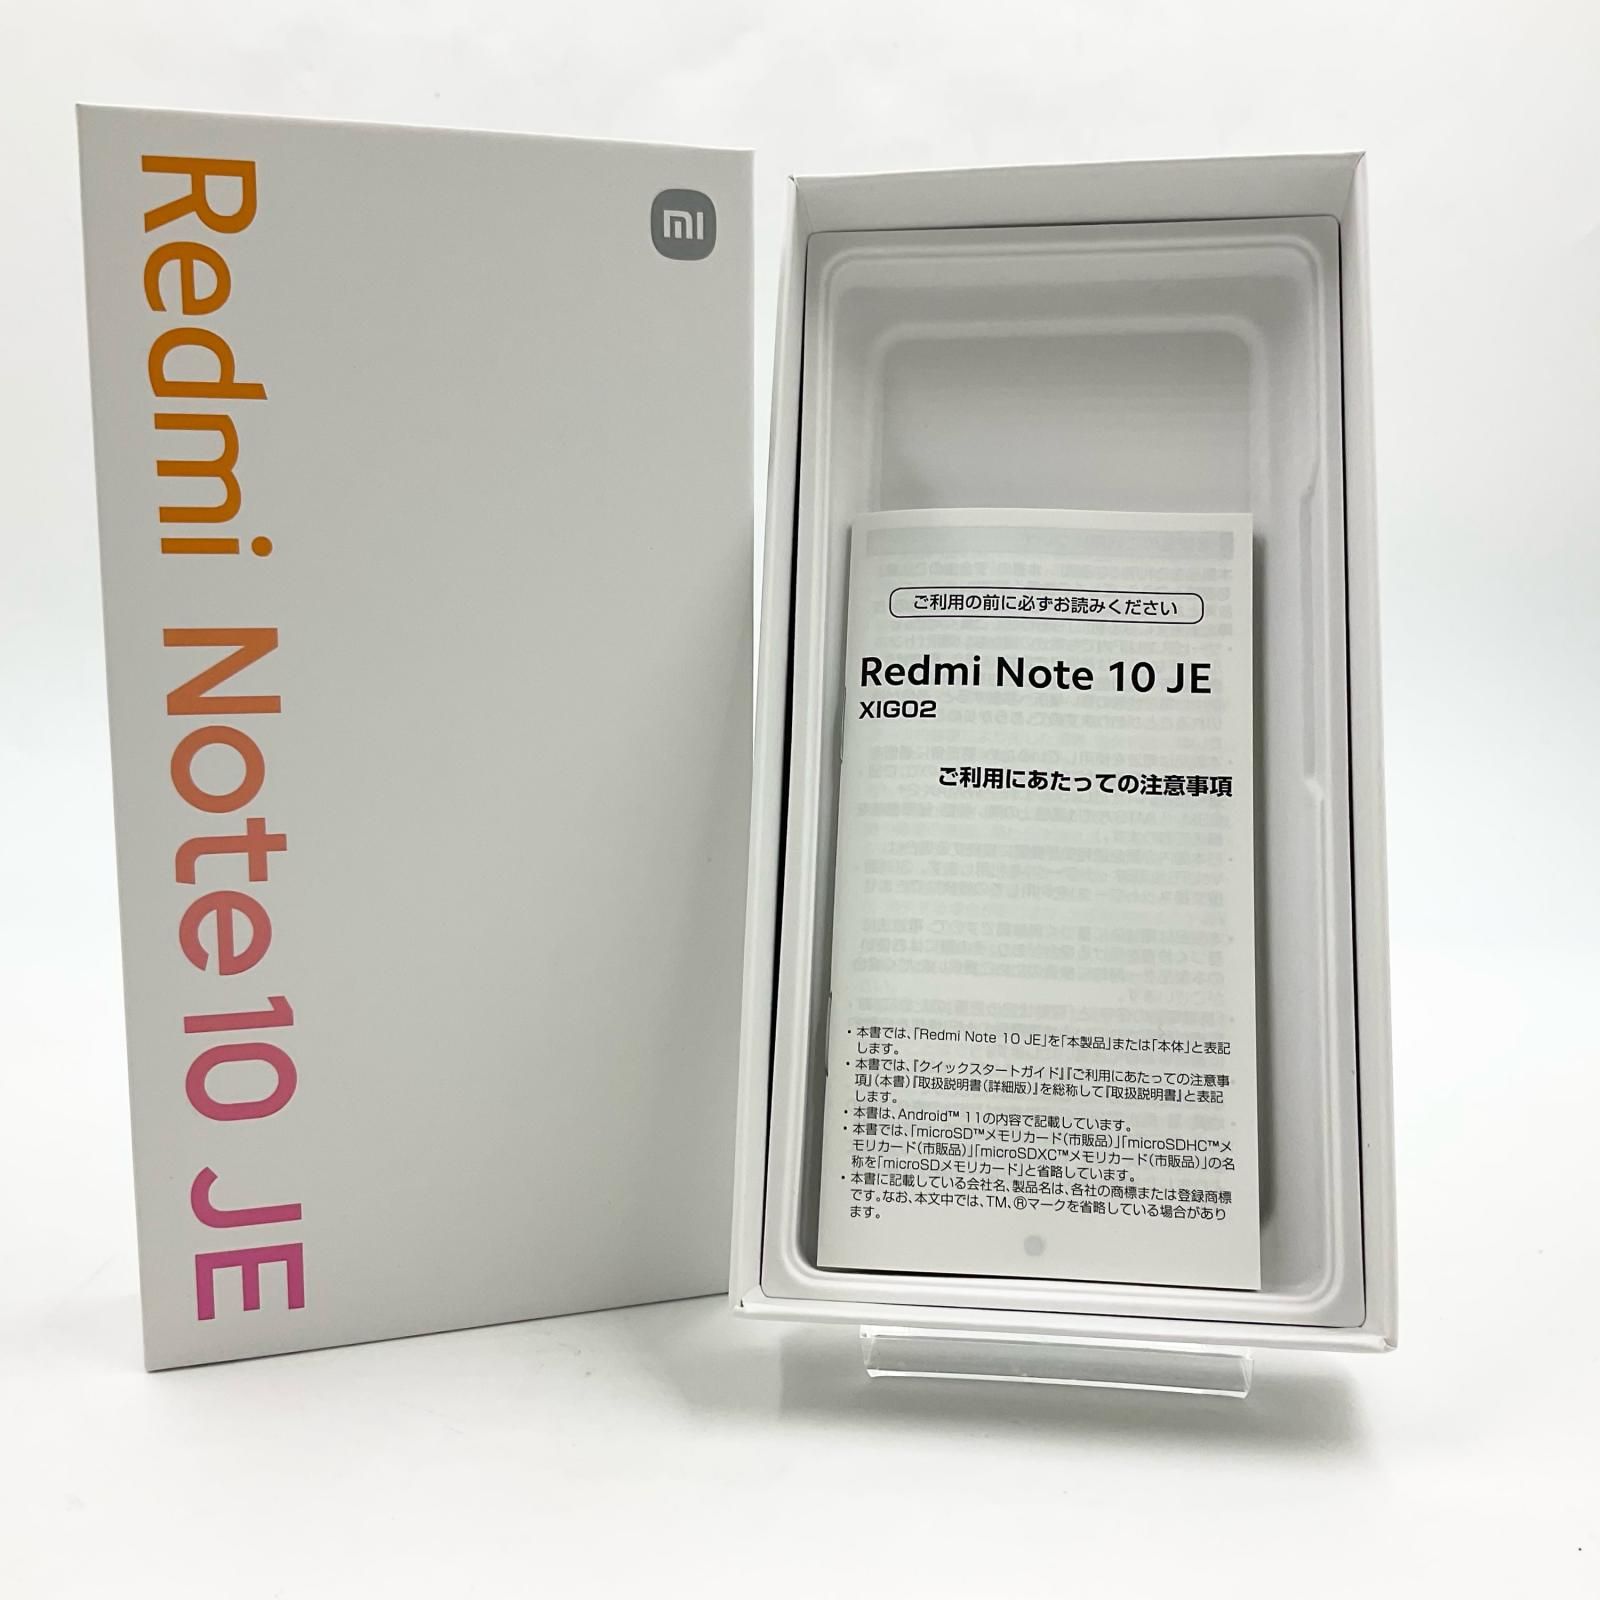 Redmi Note 10 JE
mi
ご利用の前に必ずお読みください
Redmi Note 10 JE
XIG02
ご利用にあたっての注意事項
・本書では、｢Redmi Note 10 JE｣を｢本製品｣または｢本体｣と表記
します。
・本書では、『クイックスタートガイド』『ご利用にあたっての注意事
項』（本書）『取扱説明書（詳細版）』を総称して『取扱説明書』と表記
します。
・本書は、Android™ 11の内容で記載しています。
・本書では、｢microSD™メモリカード（市販品）｣｢microSDHC™メ
モリカード（市販品）｣｢microSDXC™メモリカード（市販品）｣の名
称を｢microSDメモリカード｣と省略しています。
・本書に記載している会社名、製品名は、各社の商標または登録商標
です。なお、本文中では、TM、®マークを省略している場合があり
ます。